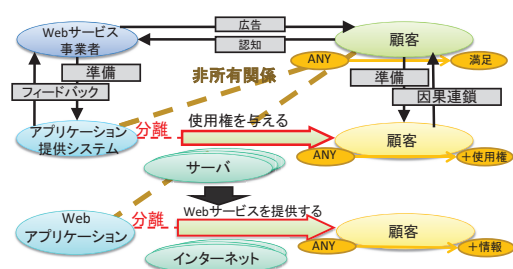 Webサービス
事業者
広告
認知
顧客
ANY
満足
準備
非所有関係
準備
フィードバック
因果連鎖
アプリケーション
提供システム
分離
使用権を与える
顧客
サーバ
ANY
＋使用権
Web
アプリケーション
分離
Webサービスを提供する
顧客
インターネット
ANY
＋情報